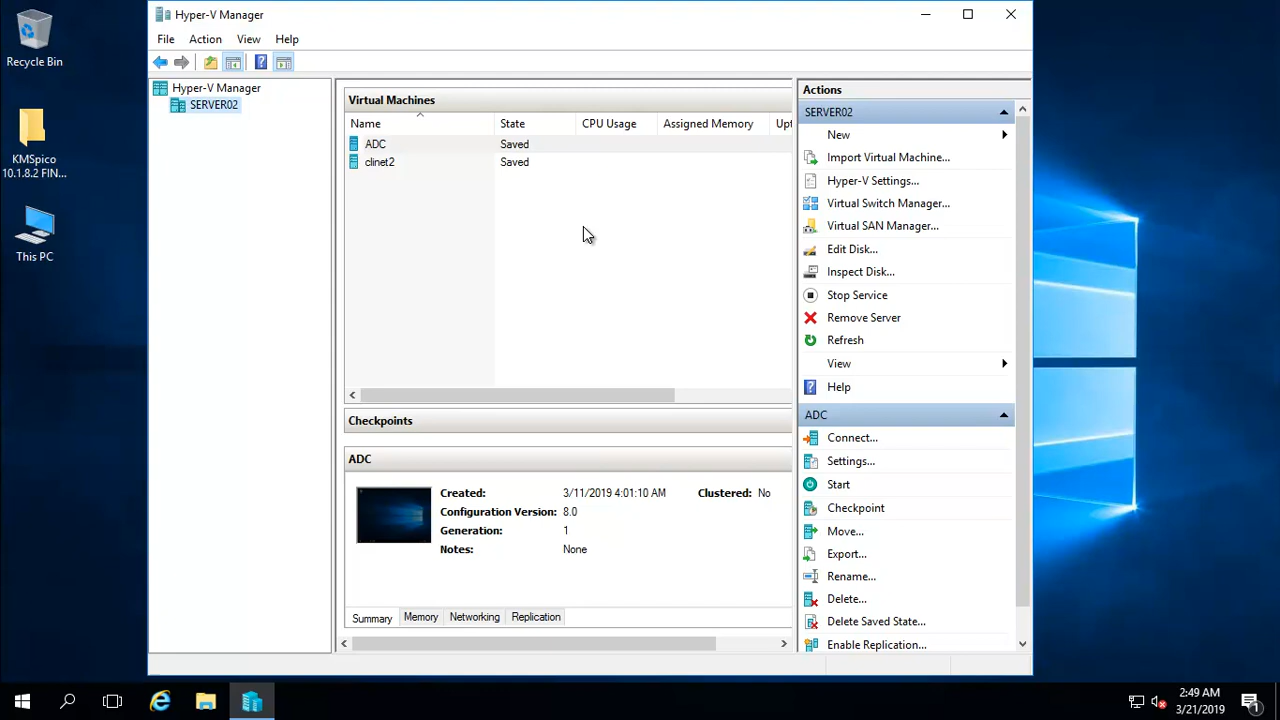 Hyper-V Manager
File Action View Help
Recycle Bin
KMSpico
10.1.8.2 FIN...
This PC
Hyper-V Manager
SERVER02
Virtual Machines
Name State CPU Usage Assigned Memory Upt
ADC Saved
clinet2 Saved
Checkpoints
ADC
Created: 3/11/2019 4:01:10 AM Clustered: No
Configuration Version: 8.0
Generation: 1
Notes: None
Summary Memory Networking Replication
Actions
SERVER02
New
Import Virtual Machine...
Hyper-V Settings...
Virtual Switch Manager...
Virtual SAN Manager...
Edit Disk...
Inspect Disk...
Stop Service
Remove Server
Refresh
View
Help
ADC
Connect...
Settings...
Start
Checkpoint
Move...
Export...
Rename...
Delete...
Delete Saved State...
Enable Replication...
2:49 AM
3/21/2019
1